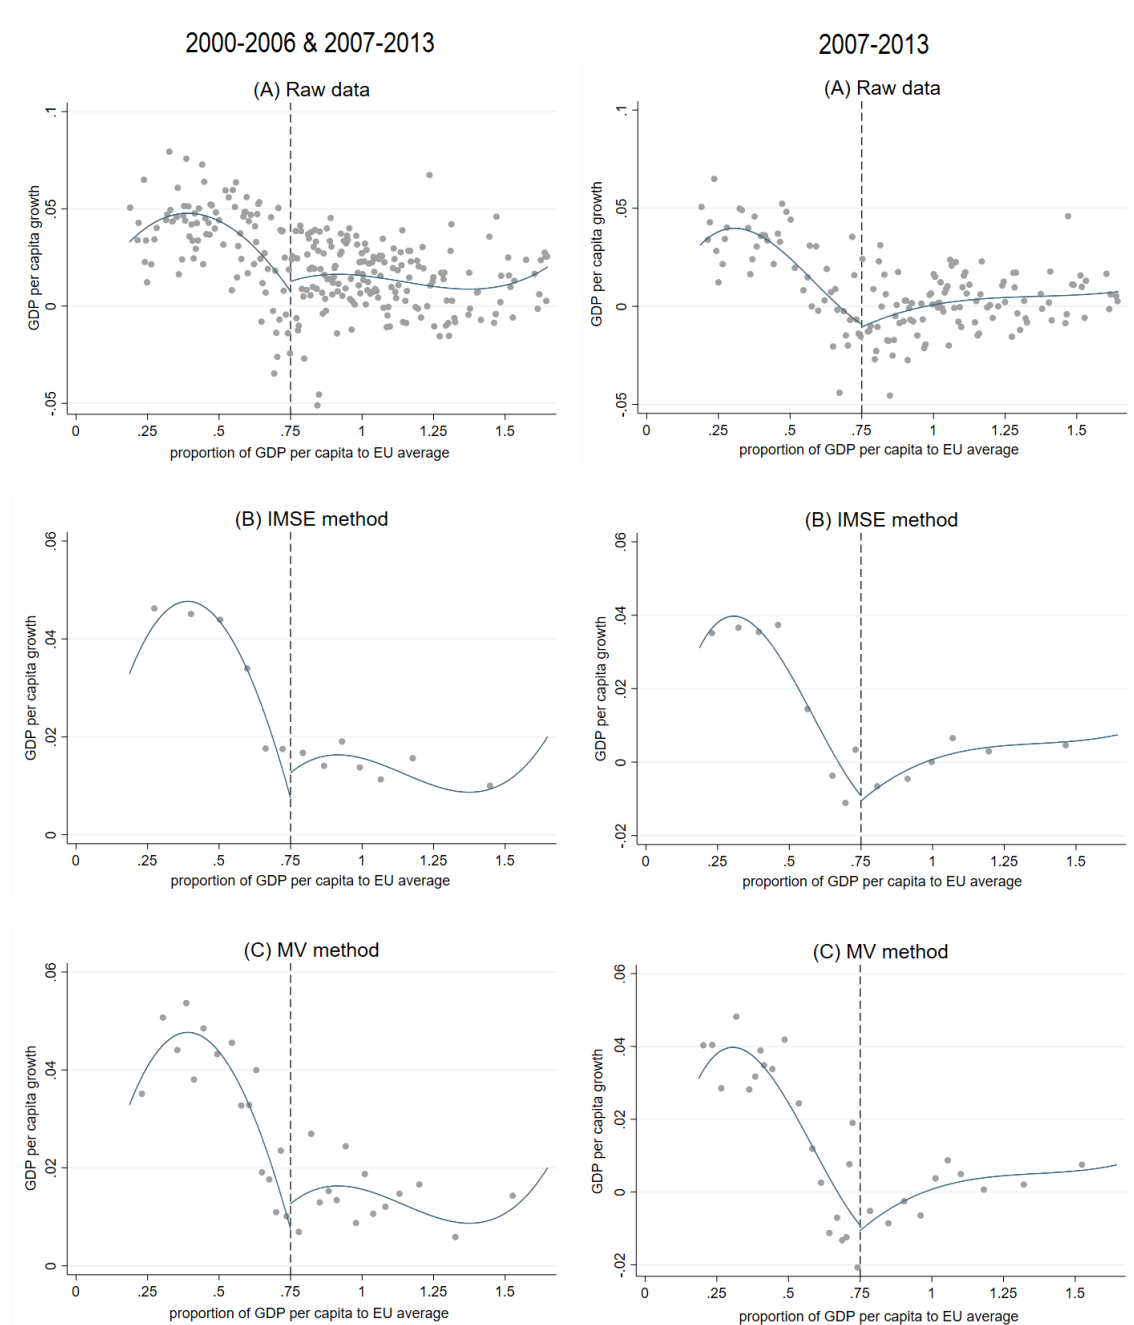 2000-2006 & 2007-2013
(A) Raw data
GDP per capita growth
.1
.05
0
-.05
0 .25 .5 .75 1 1.25 1.5
proportion of GDP per capita to EU average
2007-2013
(A) Raw data
GDP per capita growth
.1
.05
0
-.05
0 .25 .5 .75 1 1.25 1.5
proportion of GDP per capita to EU average
(B) IMSE method
GDP per capita growth
.06
.04
.02
0
0 .25 .5 .75 1 1.25 1.5
proportion of GDP per capita to EU average
(B) IMSE method
GDP per capita growth
.06
.04
.02
0
-.02
0 .25 .5 .75 1 1.25 1.5
proportion of GDP per capita to EU average
(C) MV method
GDP per capita growth
.06
.04
.02
0
0 .25 .5 .75 1 1.25 1.5
proportion of GDP per capita to EU average
(C) MV method
GDP per capita growth
.06
.04
.02
0
-.02
0 .25 .5 .75 1 1.25 1.5
proportion of GDP per capita to EU average